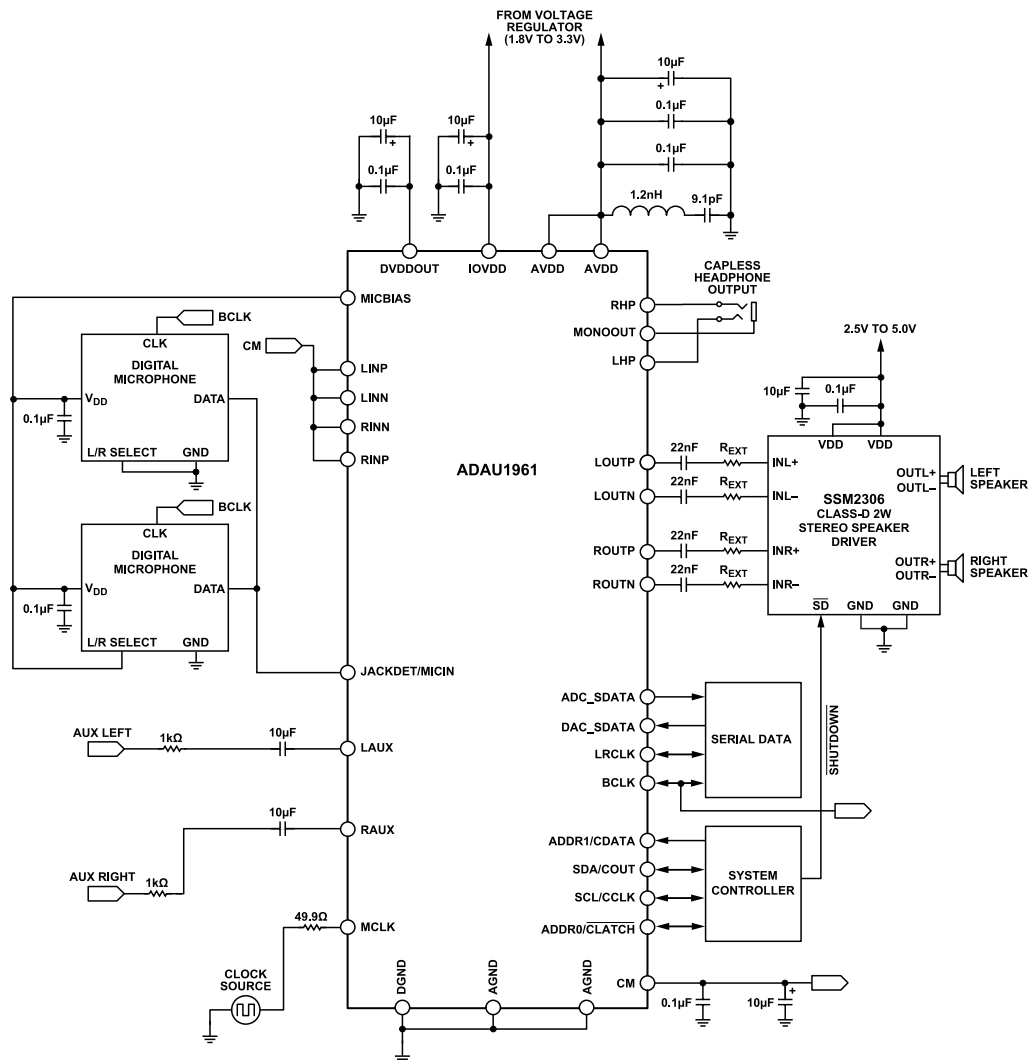 FROM VOLTAGE
REGULATOR
(1.8V TO 3.3V)
10µF
+
0.1µF
0.1µF
1.2nH
9.1pF
10µF
+
0.1µF
10µF
+
0.1µF
DVDDOUT
IOVDD
AVDD
AVDD
MICBIAS
BCLK
CLK
DIGITAL
MICROPHONE
VDD
DATA
0.1µF
L/R SELECT
GND
BCLK
CLK
DIGITAL
MICROPHONE
VDD
DATA
0.1µF
L/R SELECT
GND
CM
LINP
LINN
RINN
RINP
ADAU1961
JACKDET/MICIN
AUX LEFT
1kΩ
10µF
LAUX
10µF
RAUX
AUX RIGHT
1kΩ
49.9Ω
MCLK
CLOCK
SOURCE
DGND
AGND
AGND
CAPLESS
HEADPHONE
OUTPUT
RHP
MONOOUT
LHP
2.5V TO 5.0V
10µF
0.1µF
VDD
VDD
LOUTP
22nF
REXT
INL+
LOUTN
22nF
REXT
INL–
ROUTP
22nF
REXT
INR+
ROUTN
22nF
REXT
INR–
SSM2306
CLASS-D 2W
STEREO SPEAKER
DRIVER
OUTL+
OUTL–
LEFT
SPEAKER
OUTR+
OUTR–
RIGHT
SPEAKER
SD
GND
GND
SHUTDOWN
ADC_SDATA
DAC_SDATA
LRCLK
BCLK
SERIAL DATA
ADDR1/CDATA
SDA/COUT
SCL/CCLK
ADDR0/CLATCH
SYSTEM
CONTROLLER
CM
0.1µF
10µF
+